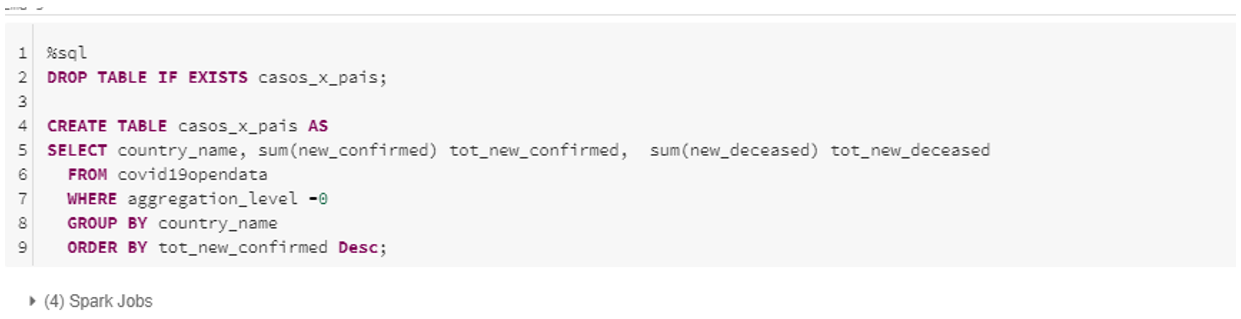 1 %sql
2 DROP TABLE IF EXISTS casos_x_pais;
3
4 CREATE TABLE casos_x_pais AS
5 SELECT country_name, sum(new_confirmed) tot_new_confirmed,  sum(new_deceased) tot_new_deceased
6   FROM covid19opendata
7   WHERE aggregation_level -0
8   GROUP BY country_name
9   ORDER BY tot_new_confirmed Desc;
(4) Spark Jobs